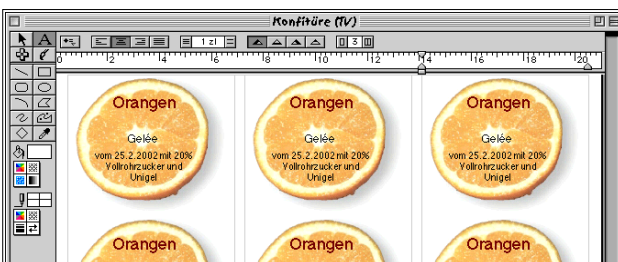 Konfitüre (TV)
1 zl 3
0 2 4 6 8 10 12 14 16 18 20
Orangen Orangen Orangen
Gelée Gelée Gelée
vom 25.2.2002 mit 20% vom 25.2.2002 mit 20% vom 25.2.2002 mit 20%
Vollrohrzucker und Vollrohrzucker und Vollrohrzucker und
Unigel Unigel Unigel
Orangen Orangen Orangen